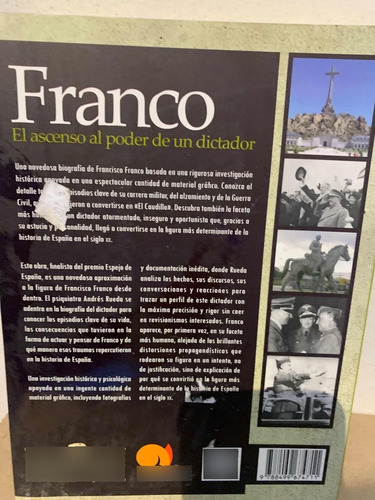 Franco
El ascenso al poder de un dictador
Una novedosa biografía de Francisco Franco basada en una rigurosa investigación
histórica apoyada en una espectacular cantidad de material gráfco. Conozca al
detalle to episodios clave de su carrera militar, del alzamiento y de la Guerra
Civil, jeron a convertirse en «El Caudillo». Descubra también la faceta
más hu un dictador atormentado, inseguro y oportunista que, gracias a
su astucia y personalidad, llegó a convertirse en la figura más determinante de la
historia de España en el siglo XX.
Esta obra, finalista del premio Espejo de
España, es una novedosa aproximación
a la figura de Francisco Franco desde
dentro. El psiquiatra Andrés Rueda se
adentra en la biografía del dictador para
conocer los episodios clave de su vida,
las consecuencias que tuvieron en la
forma de actuar y pensar de Franco y de
qué manera esos traumas repercutieron
en la historia de España.
Una investigación histórica y psicológica
apoyada en una ingente cantidad de
material gráfico, incluyendo fotografías
y documentación inédita, donde Rueda
analiza los hechos, sus discursos, sus
conversaciones y reacciones para
trazar un perfil de este dictador con
la máxima precisión y rigor sin caer
en revisionismos interesados. Franco
aparece, por primera vez, en su faceta
más humana, alejado de las brillantes
distorsiones propagandísticas que
rodearon su figura en un intento, no
de justificación, sino de explicación de
por qué se convirtió en la figura más
determinante de la historia de España
en el siglo XX.
9788499674711